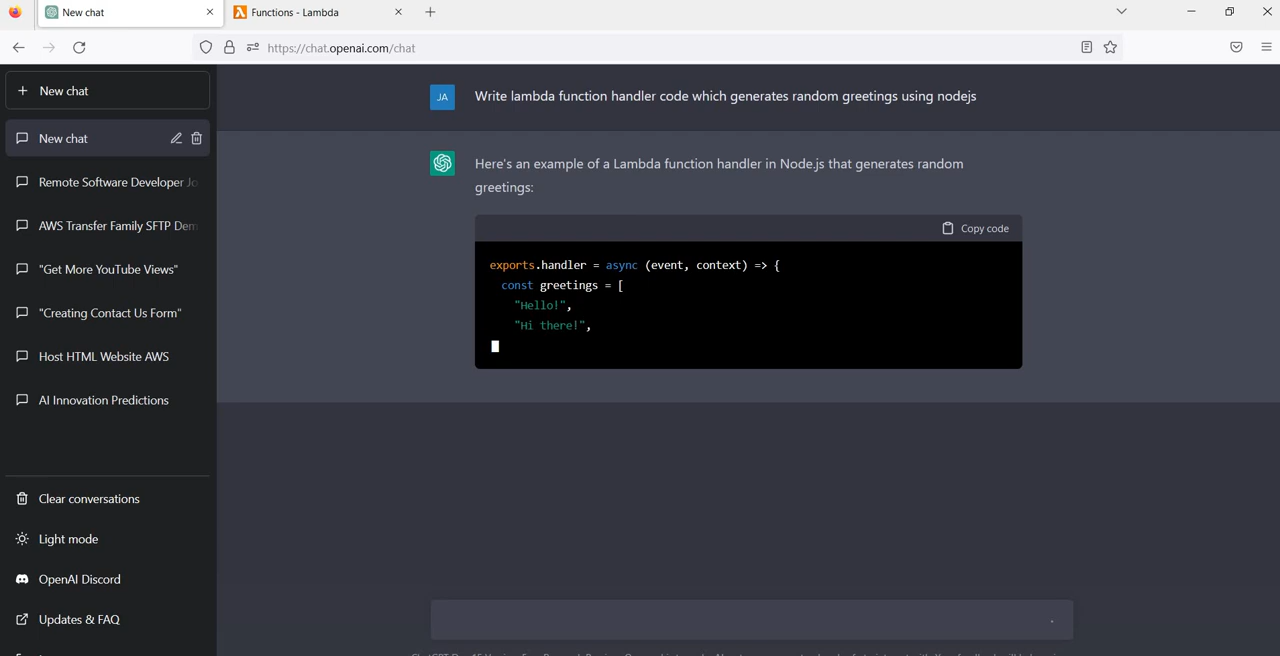 New chat
Functions - Lambda
https://chat.openai.com/chat
New chat
New chat
Remote Software Developer Jo
AWS Transfer Family SFTP Dem
"Get More YouTube Views"
"Creating Contact Us Form"
Host HTML Website AWS
AI Innovation Predictions
Clear conversations
Light mode
OpenAI Discord
Updates & FAQ
JA
Write lambda function handler code which generates random greetings using nodejs
Here's an example of a Lambda function handler in Node.js that generates random
greetings:
Copy code
exports.handler = async (event, context) => {
const greetings = [
"Hello!",
"Hi there!",